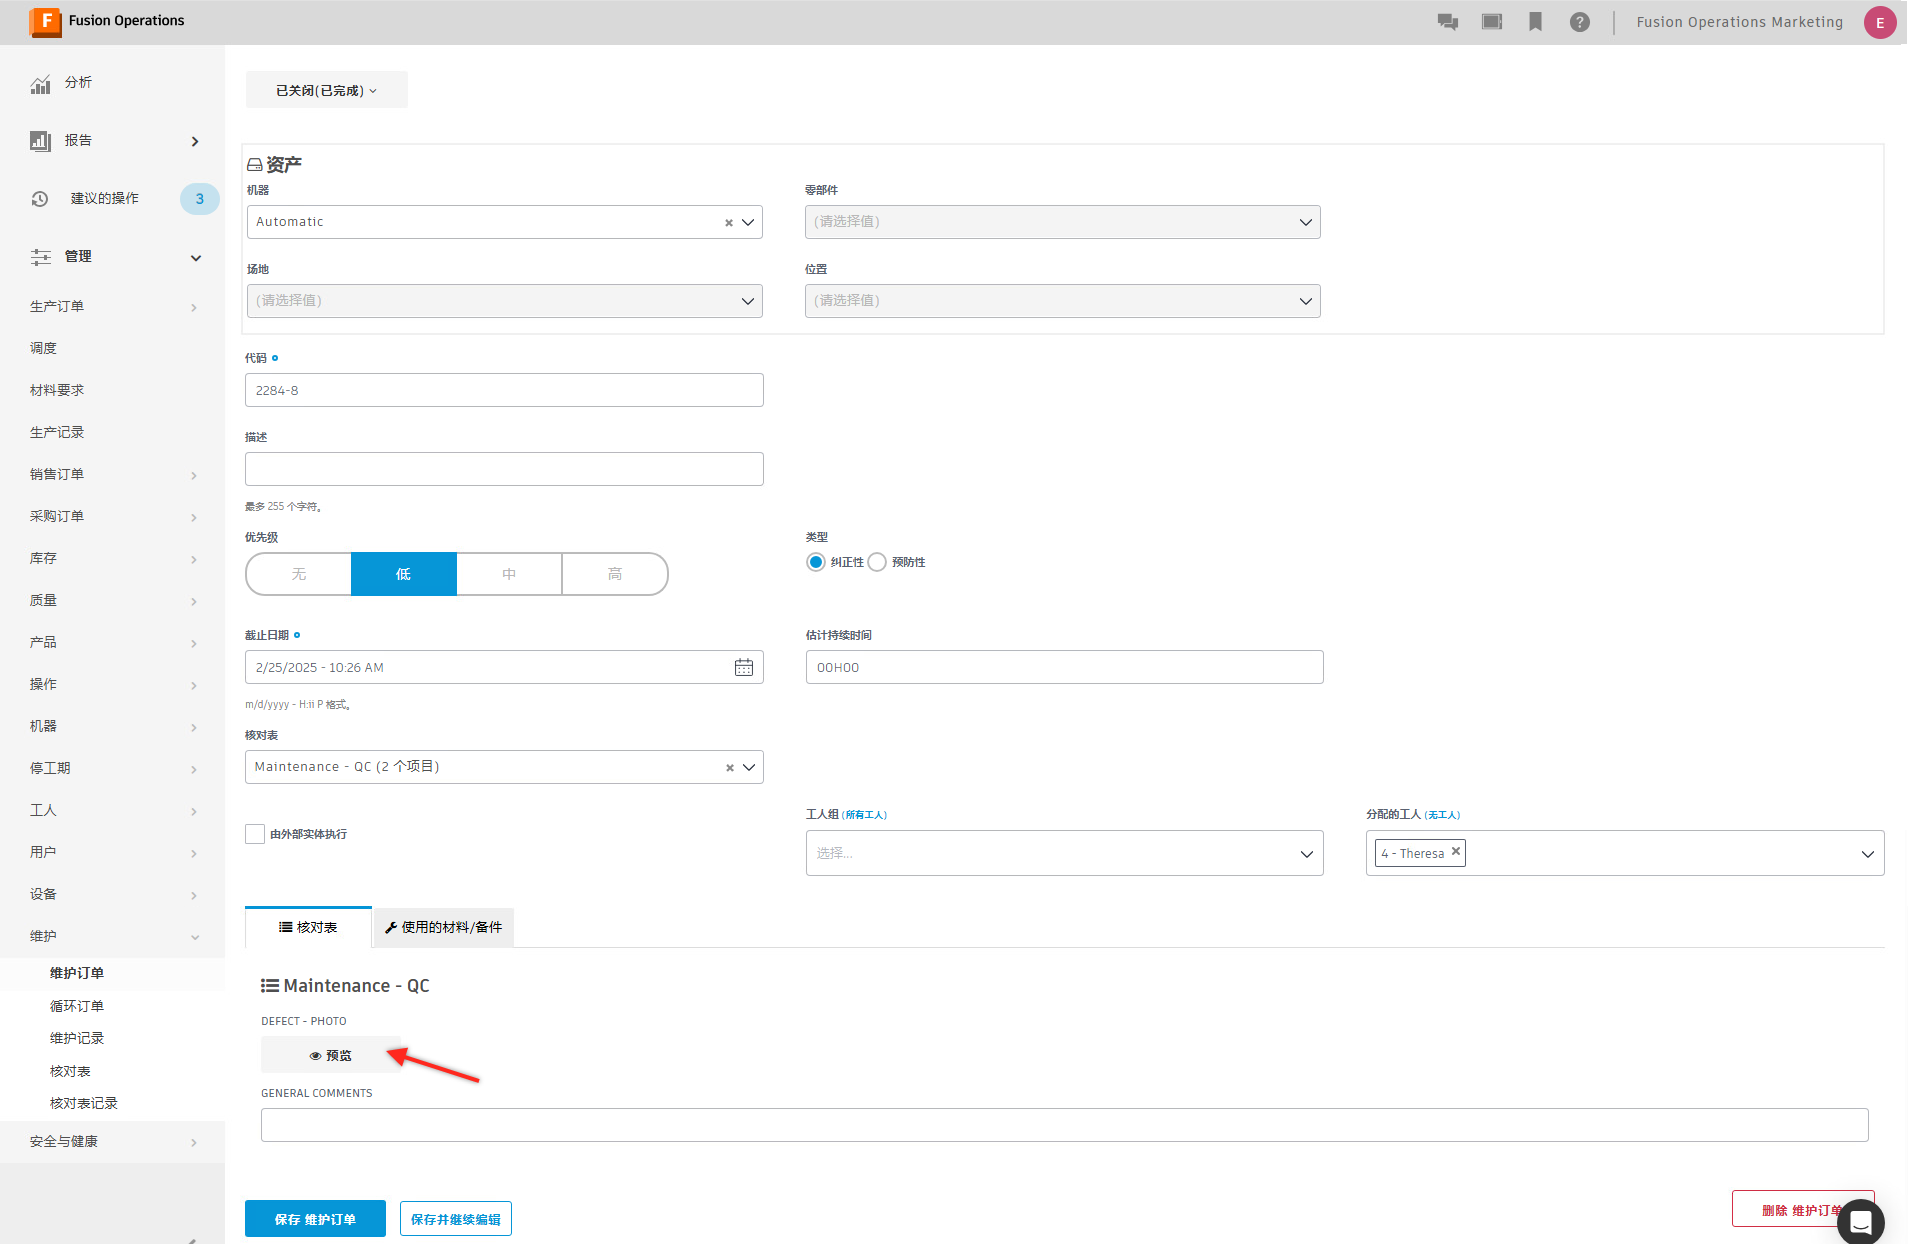 F Fusion Operations
Fusion Operations Marketing
E
分析
报告
建议的操作
3
管理
生产订单
调度
材料要求
生产记录
销售订单
采购订单
库存
质量
产品
操作
机器
停工期
工人
用户
设备
维护
维护订单
循环订单
维护记录
核对表
核对表记录
安全与健康
已关闭(已完成)
资产
机器
零部件
Automatic
(请选择值)
场地
位置
(请选择值)
(请选择值)
代码
2284-8
描述
最多 255 个字符。
优先级
类型
无
低
中
高
纠正性
预防性
截止日期
估计持续时间
2/25/2025 - 10:26 AM
00H00
m/d/yyyy - H:ii P 格式。
核对表
Maintenance - QC (2 个项目)
由外部实体执行
工人组 (所有工人)
分配的工人 (无工人)
选择...
4 - Theresa
核对表
使用的材料/备件
Maintenance - QC
DEFECT - PHOTO
预览
GENERAL COMMENTS
保存 维护订单
保存并继续编辑
删除 维护订单